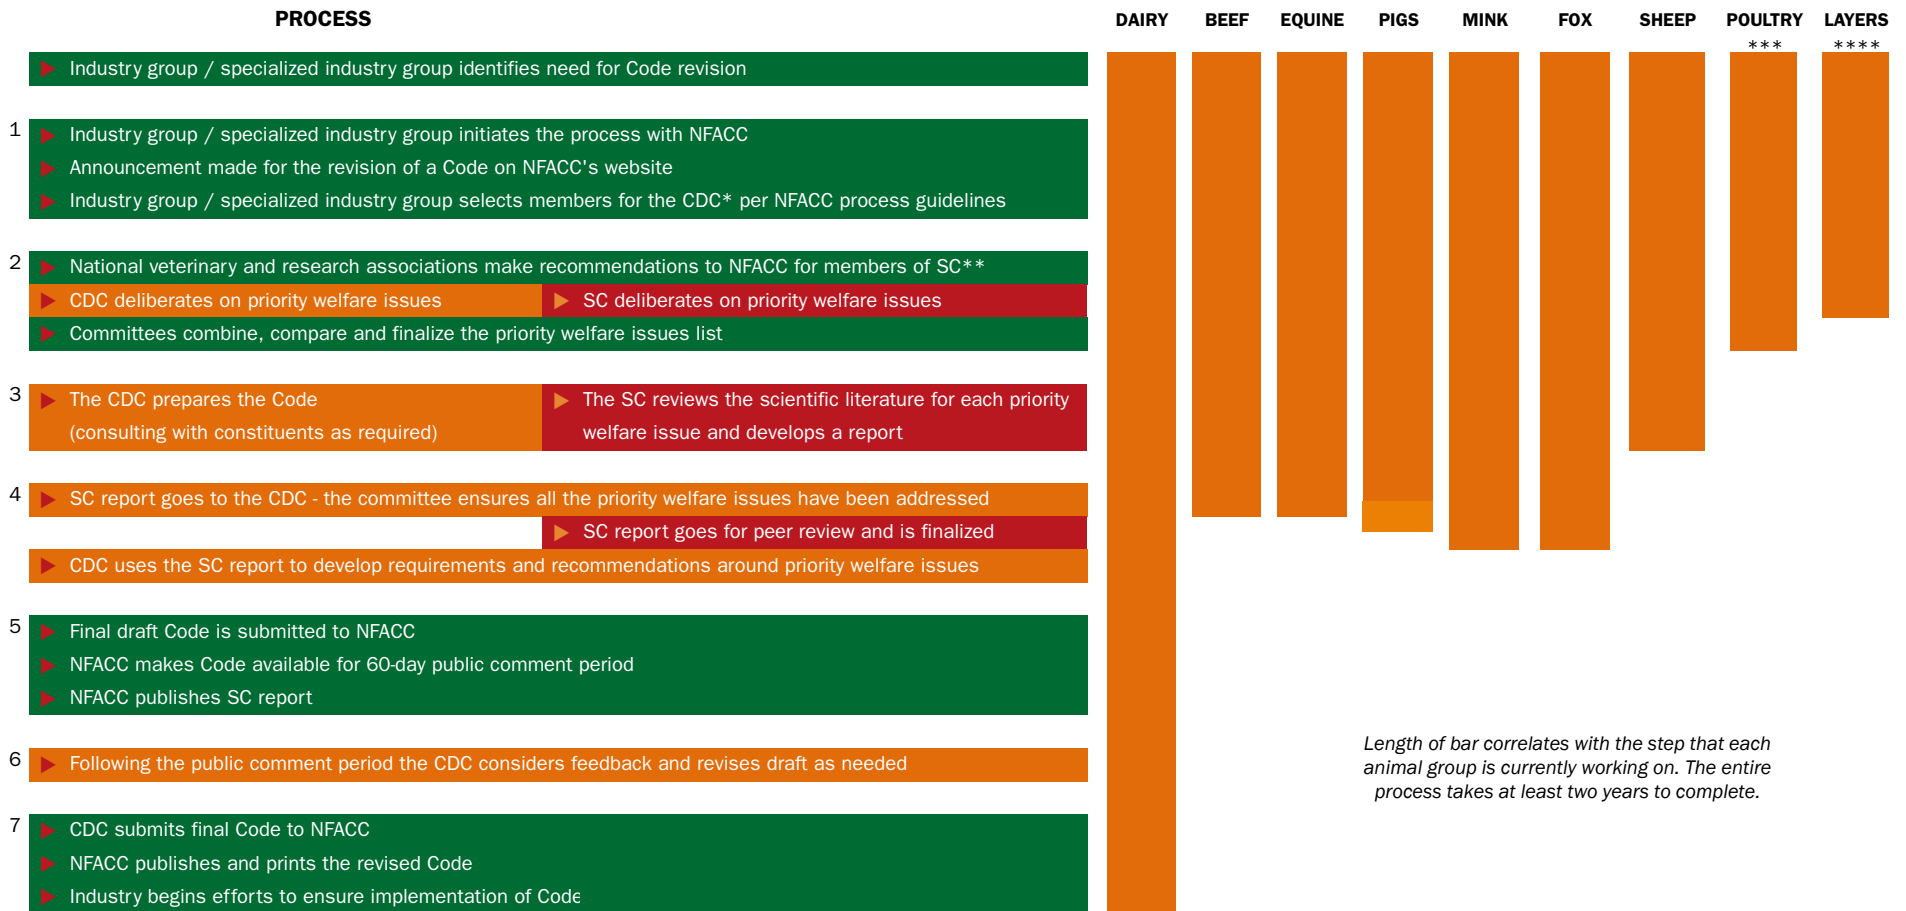 PROCESS
DAIRY BEEF EQUINE PIGS MINK FOX SHEEP POULTRY LAYERS
*** ****
Industry group / specialized industry group identifies need for Code revision
1 Industry group / specialized industry group initiates the process with NFACC
Announcement made for the revision of a Code on NFACC's website
Industry group / specialized industry group selects members for the CDC* per NFACC process guidelines
2 National veterinary and research associations make recommendations to NFACC for members of SC**
CDC deliberates on priority welfare issues SC deliberates on priority welfare issues
Committees combine, compare and finalize the priority welfare issues list
3 The CDC prepares the Code The SC reviews the scientific literature for each priority
(consulting with constituents as required) welfare issue and develops a report
4 SC report goes to the CDC - the committee ensures all the priority welfare issues have been addressed
SC report goes for peer review and is finalized
CDC uses the SC report to develop requirements and recommendations around priority welfare issues
5 Final draft Code is submitted to NFACC
NFACC makes Code available for 60-day public comment period
NFACC publishes SC report
Length of bar correlates with the step that each
animal group is currently working on. The entire
process takes at least two years to complete.
6 Following the public comment period the CDC considers feedback and revises draft as needed
7 CDC submits final Code to NFACC
NFACC publishes and prints the revised Code
Industry begins efforts to ensure implementation of Code